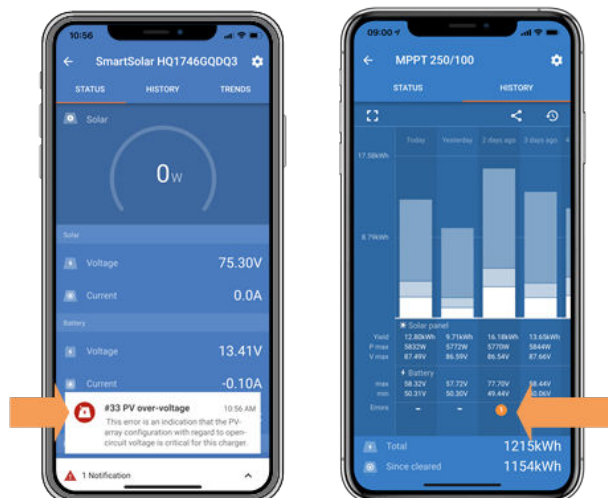 10:56
SmartSolar HQ1746GQDQ3
STATUS HISTORY TRENDS
Solar
0W
Solar
Voltage 75.30V
Current 0.0A
Battery
Voltage 13.41V
Current -0.10A
#33 PV over-voltage 10:56 AM
This error is an indication that the PV-
array configuration with regard to open-
circuit voltage is critical for this charger.
1 Notification
09:00
MPPT 250/100
STATUS HISTORY
Today Yesterday 2 days ago 3 days ago
17.58kWh
8.79kWh
Solar panel
Yield 12.80kWh 9.71kWh 16.18kWh 13.65kWh
P max 5832W 5772W 5770W 5844W
V max 87.49V 86.59V 86.54V 87.66V
Battery
max 58.32V 57.72V 77.70V 58.44V
min 50.31V 50.30V 49.44V
Errors - - 1
Total 1215kWh
Since cleared 1154kWh